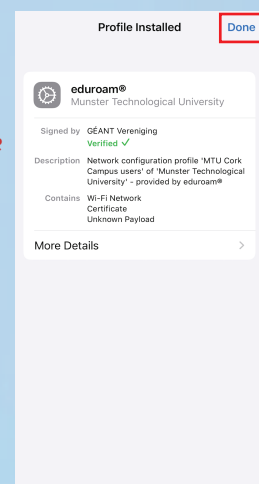 Profile Installed
Done
eduroam®
Munster Technological University
Signed by GÉANT Vereniging
Verified ✓
Description Network configuration profile 'MTU Cork
Campus users' of 'Munster Technological
University' - provided by eduroam®
Contains Wi-Fi Network
Certificate
Unknown Payload
More Details